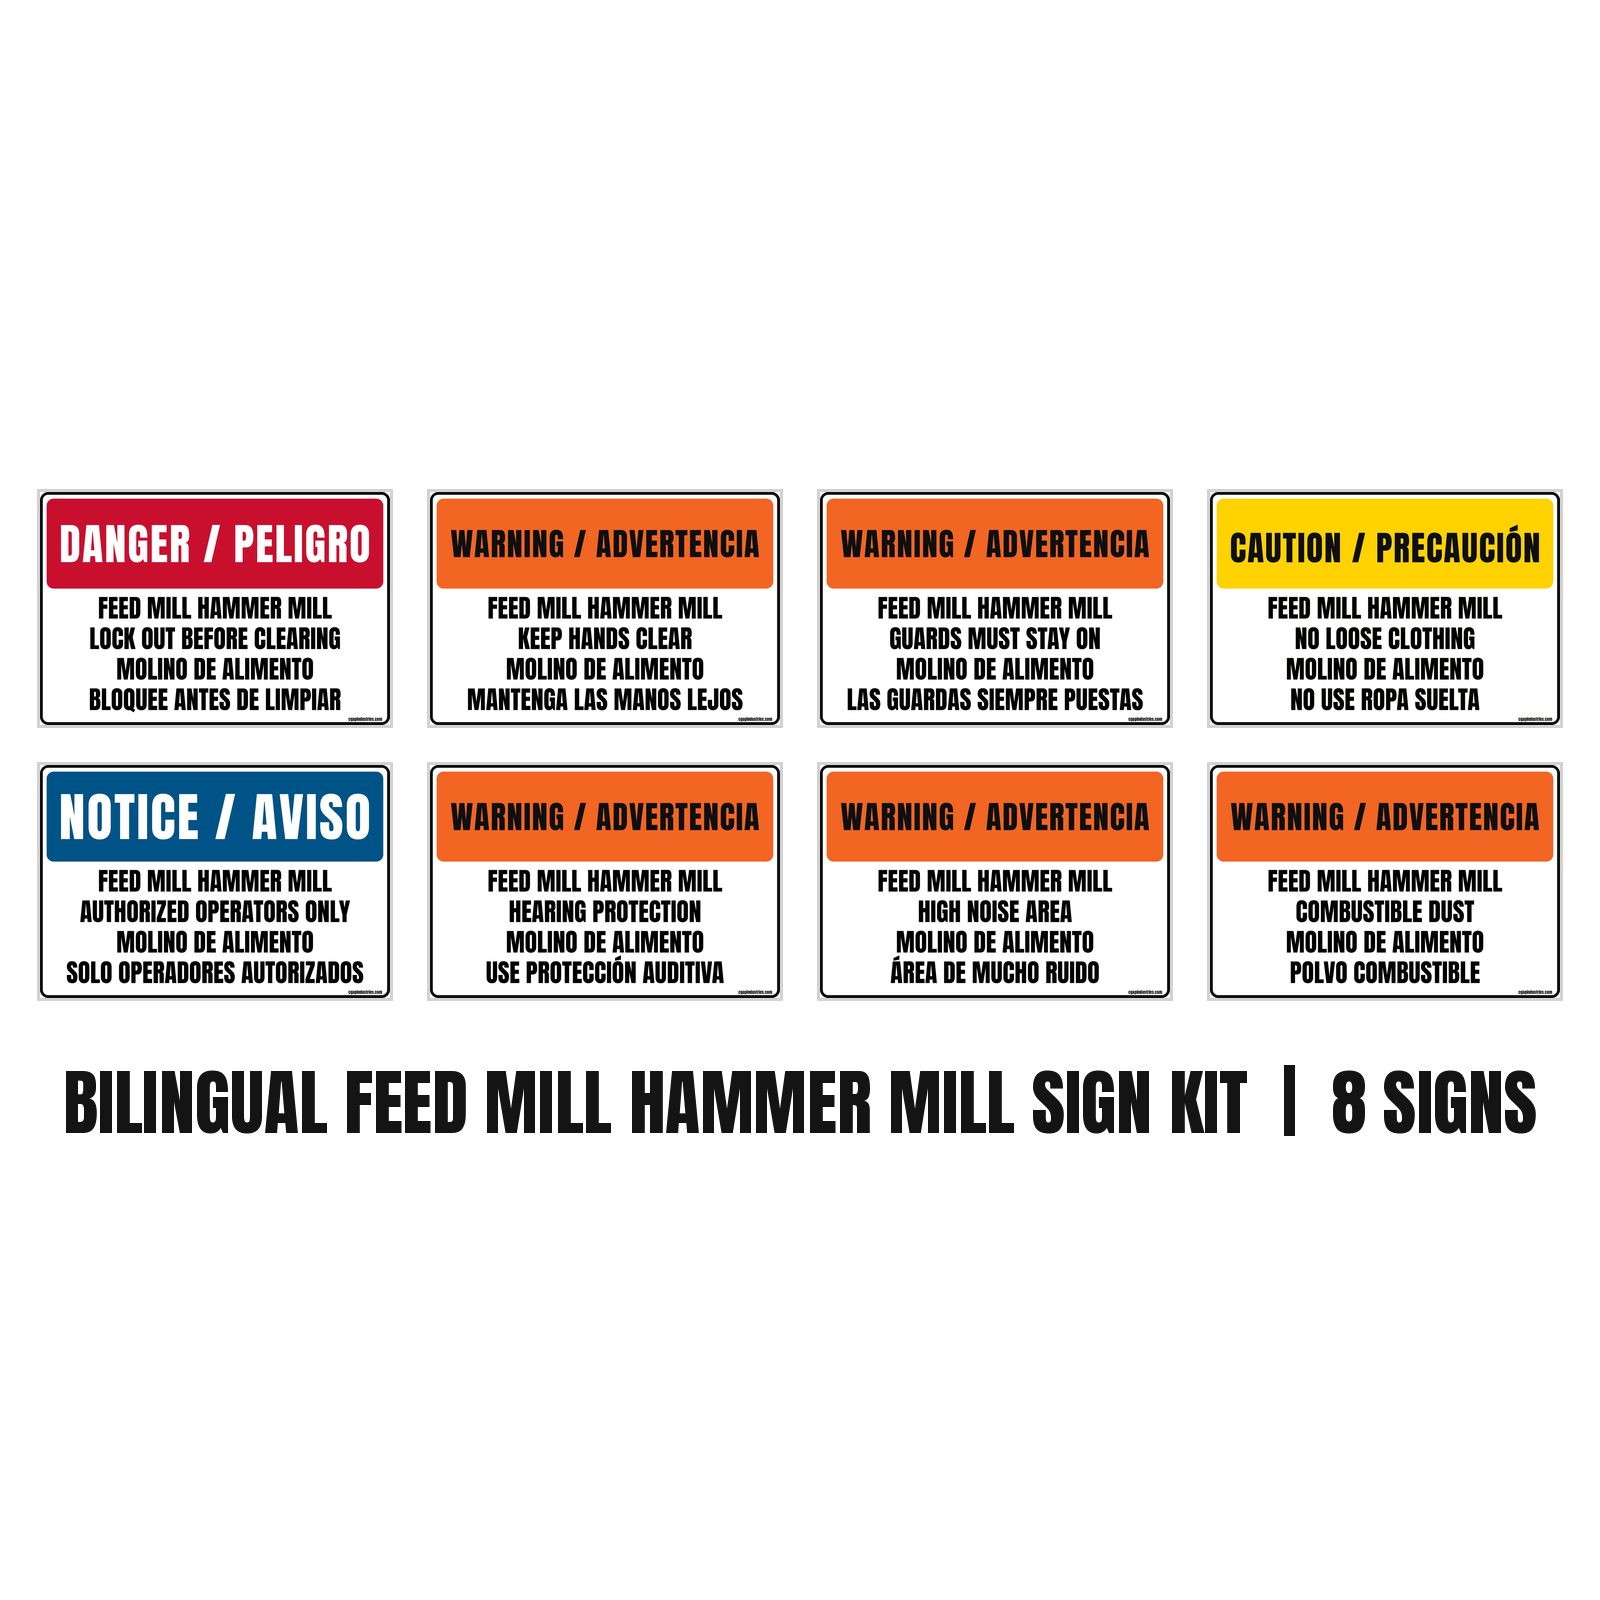 DANGER / PELIGRO
FEED MILL HAMMER MILL
LOCK OUT BEFORE CLEARING
MOLINO DE ALIMENTO
BLOQUEE ANTES DE LIMPIAR
WARNING / ADVERTENCIA
FEED MILL HAMMER MILL
KEEP HANDS CLEAR
MOLINO DE ALIMENTO
MANTENGA LAS MANOS LEJOS
WARNING / ADVERTENCIA
FEED MILL HAMMER MILL
GUARDS MUST STAY ON
MOLINO DE ALIMENTO
LAS GUARDAS SIEMPRE PUESTAS
CAUTION / PRECAUCIÓN
FEED MILL HAMMER MILL
NO LOOSE CLOTHING
MOLINO DE ALIMENTO
NO USE ROPA SUELTA
NOTICE / AVISO
FEED MILL HAMMER MILL
AUTHORIZED OPERATORS ONLY
MOLINO DE ALIMENTO
SOLO OPERADORES AUTORIZADOS
WARNING / ADVERTENCIA
FEED MILL HAMMER MILL
HEARING PROTECTION
MOLINO DE ALIMENTO
USE PROTECCIÓN AUDITIVA
WARNING / ADVERTENCIA
FEED MILL HAMMER MILL
HIGH NOISE AREA
MOLINO DE ALIMENTO
ÁREA DE MUCHO RUIDO
WARNING / ADVERTENCIA
FEED MILL HAMMER MILL
COMBUSTIBLE DUST
MOLINO DE ALIMENTO
POLVO COMBUSTIBLE
BILINGUAL FEED MILL HAMMER MILL SIGN KIT | 8 SIGNS